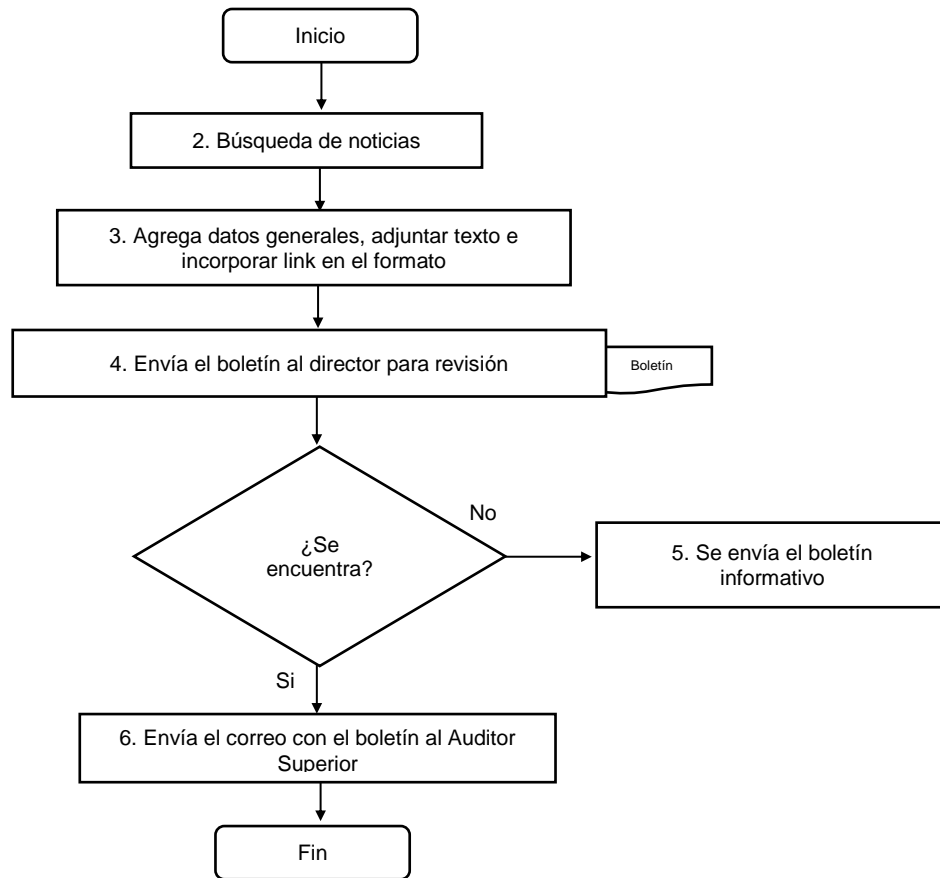 Inicio
2. Búsqueda de noticias
3. Agrega datos generales, adjuntar texto e
incorporar link en el formato
4. Envía el boletín al director para revisión
Boletín
¿Se
encuentra?
No
5. Se envía el boletín
informativo
Si
6. Envía el correo con el boletín al Auditor
Superior
Fin